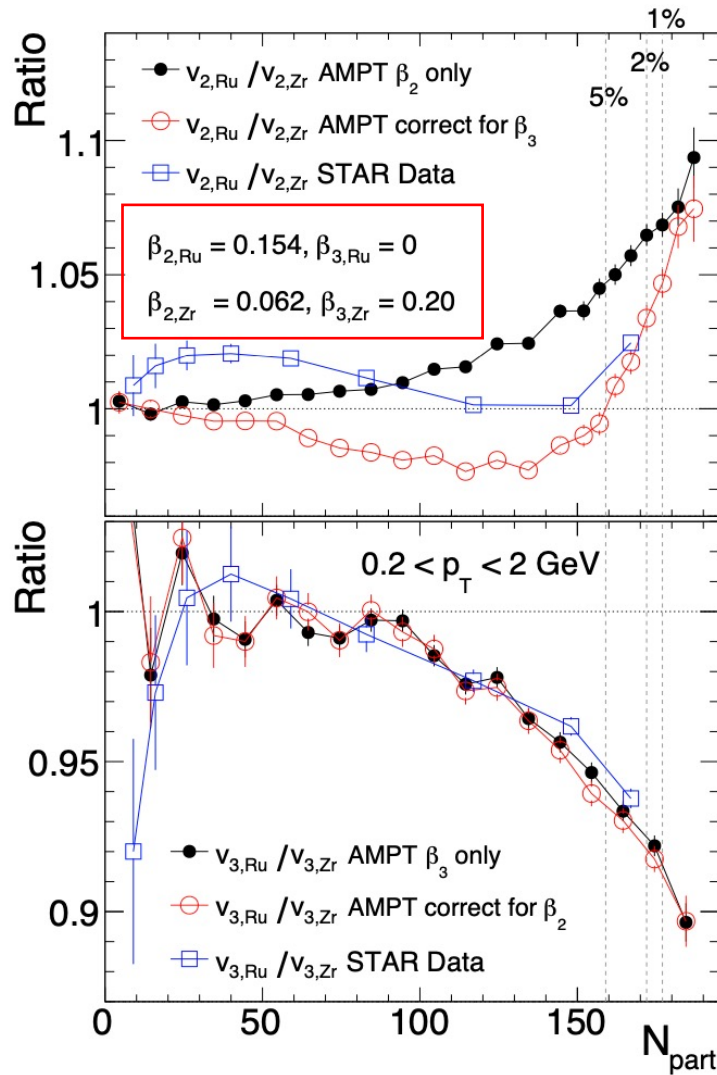 1%
2%
5%
Ratio
v2,Ru / v2,Zr AMPT β2 only
v2,Ru / v2,Zr AMPT correct for β3
v2,Ru / v2,Zr STAR Data
β2,Ru = 0.154, β3,Ru = 0
β2,Zr = 0.062, β3,Zr = 0.20
1.1
1.05
1
Ratio
0.2 < pT < 2 GeV
1
0.95
0.9
v3,Ru / v3,Zr AMPT β3 only
v3,Ru / v3,Zr AMPT correct for β2
v3,Ru / v3,Zr STAR Data
0 50 100 150
Npart